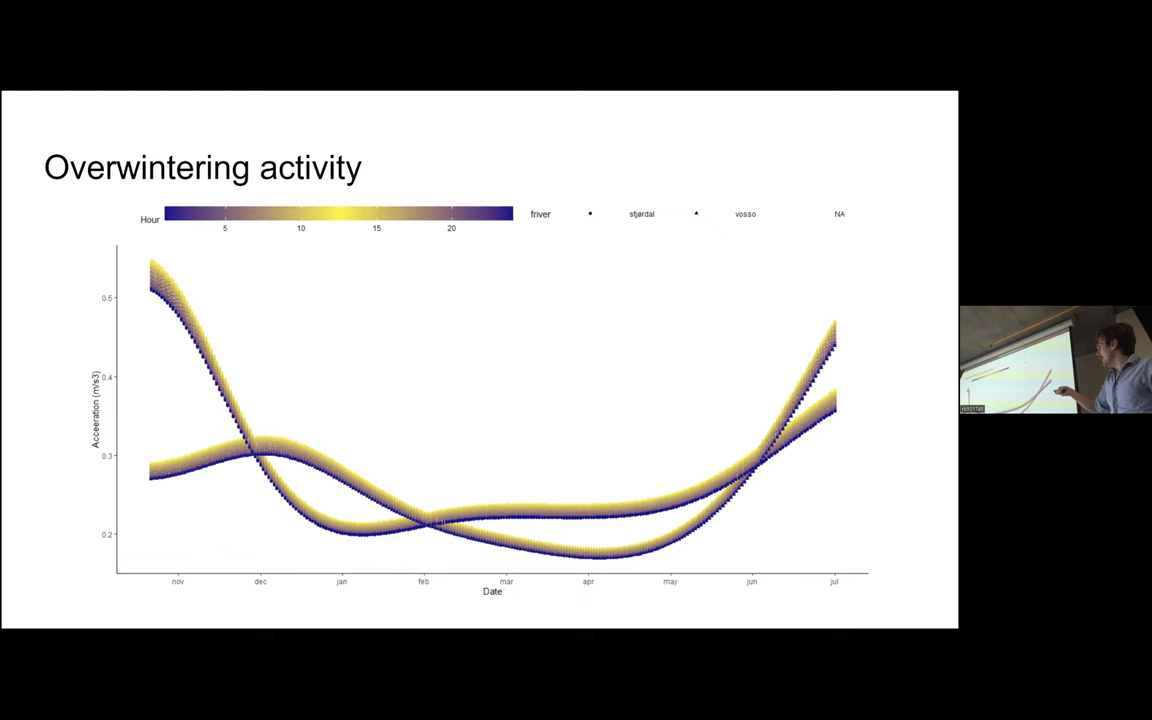 Overwintering activity
Hour
5 10 15 20
friver stjørdal vosso NA
Acceeration (m/s3)
0.5
0.4
0.3
0.2
nov dec jan feb mar apr may jun jul
Date